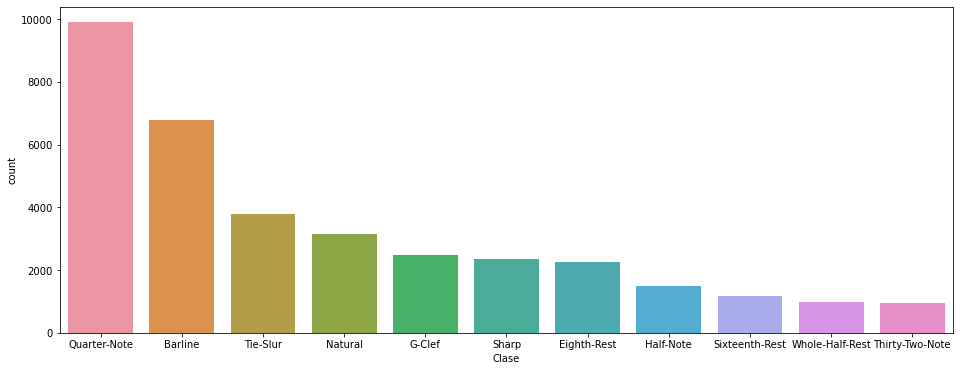 10000
8000
6000
4000
2000
0
count
Quarter-Note Barline Tie-Slur Natural G-Clef Sharp Eighth-Rest Half-Note Sixteenth-Rest Whole-Half-Rest Thirty-Two-Note
Clase